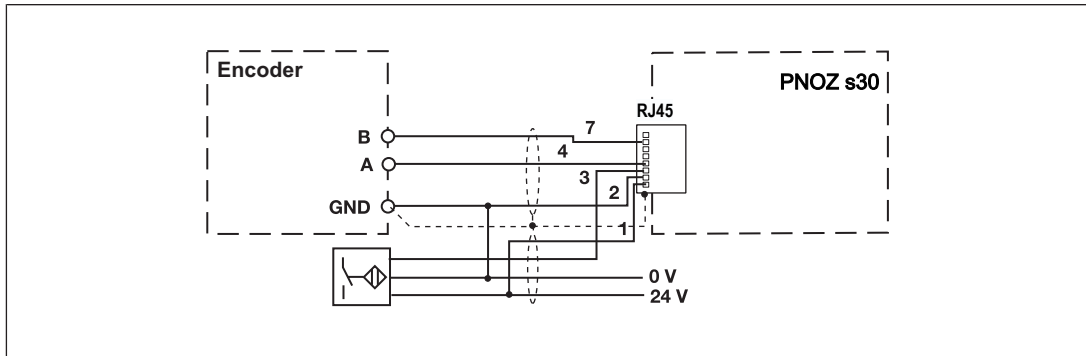 Encoder
PNOZ s30
RJ45
B
7
A
4
3
GND
2
1
0 V
24 V